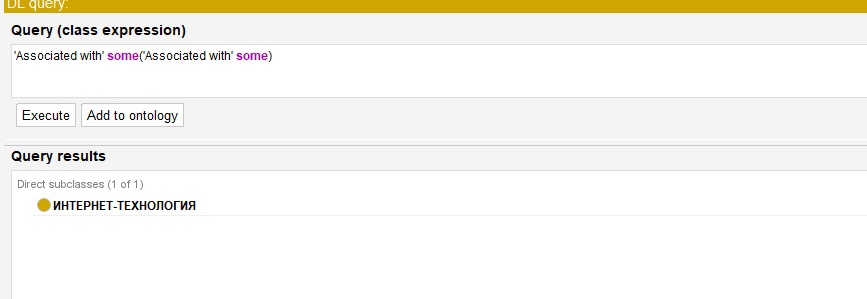 DL query:
Query (class expression)
'Associated with' some('Associated with' some)
Execute Add to ontology
Query results
Direct subclasses (1 of 1)
ИНТЕРНЕТ-ТЕХНОЛОГИЯ